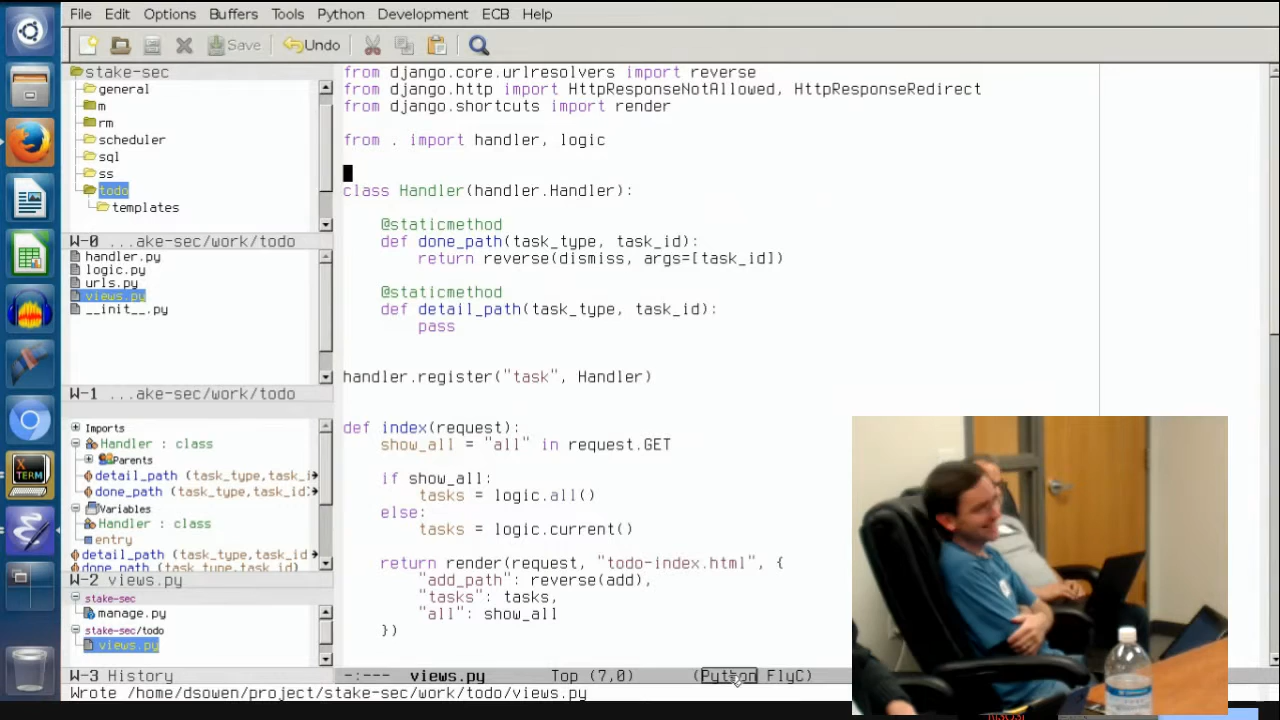 File Edit Options Buffers Tools Python Development ECB Help
Save Undo
stake-sec
general
m
rm
scheduler
sql
ss
todo
templates
W-0 ...ake-sec/work/todo
handler.py
logic.py
urls.py
views.py
__init__.py
W-1 ...ake-sec/work/todo
Imports
Handler : class
Parents
detail_path (task_type,task_i
done_path (task_type,task_id)
Variables
Handler : class
entry
detail_path (task_type,task_id
done_path (task_type,task_id)
W-2 views.py
stake-sec
manage.py
stake-sec/todo
views.py
W-3 History
from django.core.urlresolvers import reverse
from django.http import HttpResponseNotAllowed, HttpResponseRedirect
from django.shortcuts import render
from . import handler, logic
class Handler(handler.Handler):
@staticmethod
def done_path(task_type, task_id):
return reverse(dismiss, args=[task_id])
@staticmethod
def detail_path(task_type, task_id):
pass
handler.register("task", Handler)
def index(request):
show_all = "all" in request.GET
if show_all:
tasks = logic.all()
else:
tasks = logic.current()
return render(request, "todo-index.html", {
"add_path": reverse(add),
"tasks": tasks,
"all": show_all
})
-:--- views.py Top (7,0) (Python FlyC)
Wrote /home/dsowen/project/stake-sec/work/todo/views.py
X
TERM